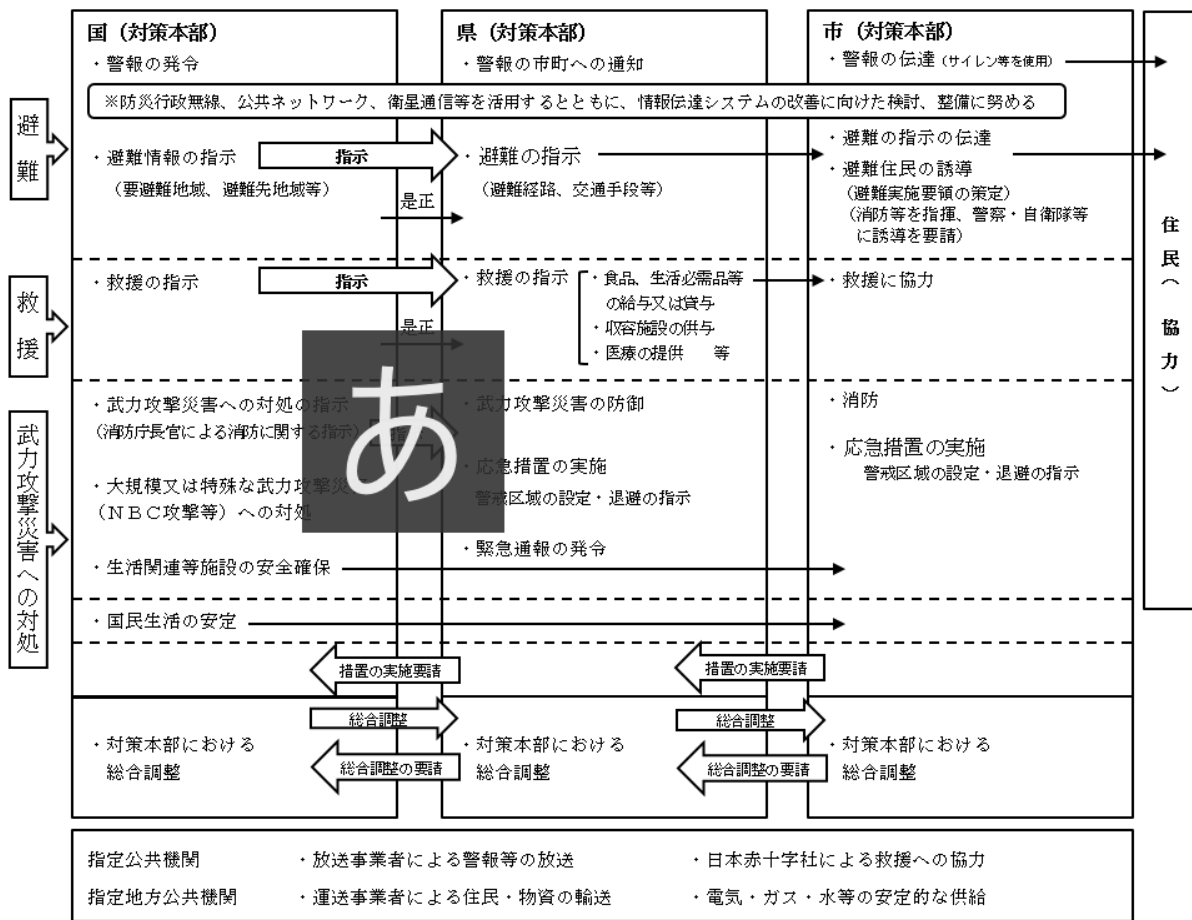 国（対策本部）
・警報の発令
県（対策本部）
・警報の市町への通知
市（対策本部）
・警報の伝達（サイレン等を使用）
※防災行政無線、公共ネットワーク、衛星通信等を活用するとともに、情報伝達システムの改善に向けた検討、整備に努める
避難
・避難情報の指示
（要避難地域、避難先地域等）
指示
是正
・避難の指示
（避難経路、交通手段等）
・避難の指示の伝達
・避難住民の誘導
（避難実施要領の策定）
（消防等を指揮、警察・自衛隊等
に誘導を要請）
住民（協力）
救援
・救援の指示
指示
是正
・救援の指示
・食品、生活必需品等
の給与又は貸与
・収容施設の供与
・医療の提供　等
・救援に協力
武力攻撃災害への対処
・武力攻撃災害への対処の指示
（消防庁長官による消防に関する指示）
・大規模又は特殊な武力攻撃災
（ＮＢＣ攻撃等）への対処
・生活関連等施設の安全確保
あ
・武力攻撃災害の防御
・応急措置の実施
警戒区域の設定・退避の指示
・緊急通報の発令
・消防
・応急措置の実施
警戒区域の設定・退避の指示
・国民生活の安定
措置の実施要請
措置の実施要請
・対策本部における
総合調整
総合調整
総合調整の要請
・対策本部における
総合調整
総合調整
総合調整の要請
・対策本部における
総合調整
指定公共機関
・放送事業者による警報等の放送
・日本赤十字社による救援への協力
指定地方公共機関
・運送事業者による住民・物資の輸送
・電気・ガス・水等の安定的な供給